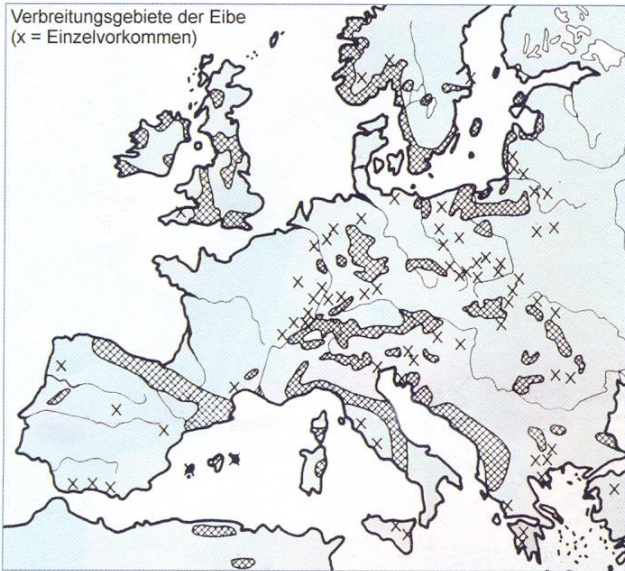 Verbreitungsgebiete der Eibe
(x = Einzelvorkommen)